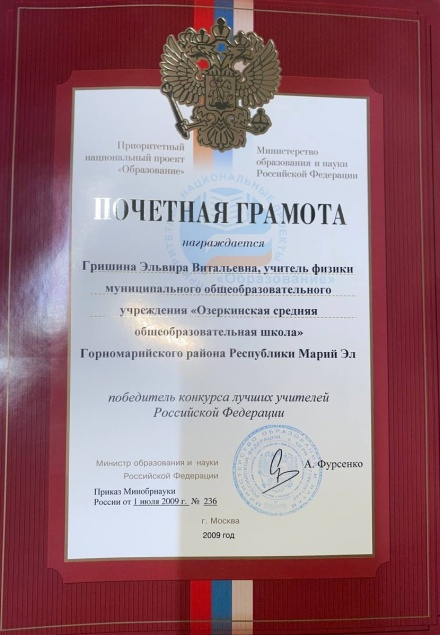 Приоритетный
национальный проект
«Образование»
Министерство
образования и науки
Российской Федерации
ПОЧЕТНАЯ ГРАМОТА
награждается
Гришина Эльвира Витальевна, учитель физики
муниципального общеобразовательного
учреждения «Озеркинская средняя
общеобразовательная школа»
Горномарийского района Республики Марий Эл
победитель конкурса лучших учителей
Российской Федерации
Министр образования и науки
Российской Федерации
А. Фурсенко
Приказ Минобрнауки
России от 1 июля 2009 г. № 236
г. Москва
2009 год